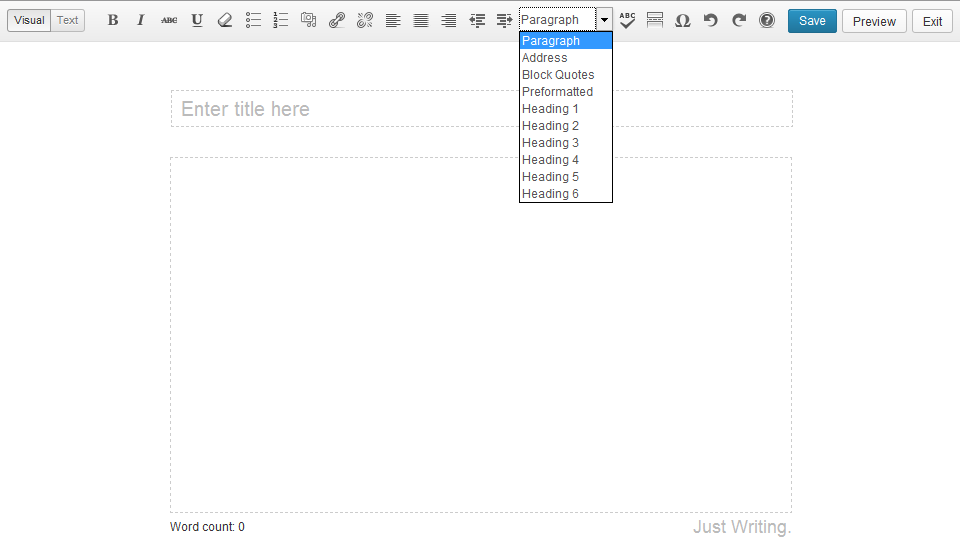 Visual Text B I ABC U Paragraph ABC Ω Save Preview Exit
Paragraph
Address
Block Quotes
Preformatted
Heading 1
Heading 2
Heading 3
Heading 4
Heading 5
Heading 6
Enter title here
Word count: 0
Just Writing.